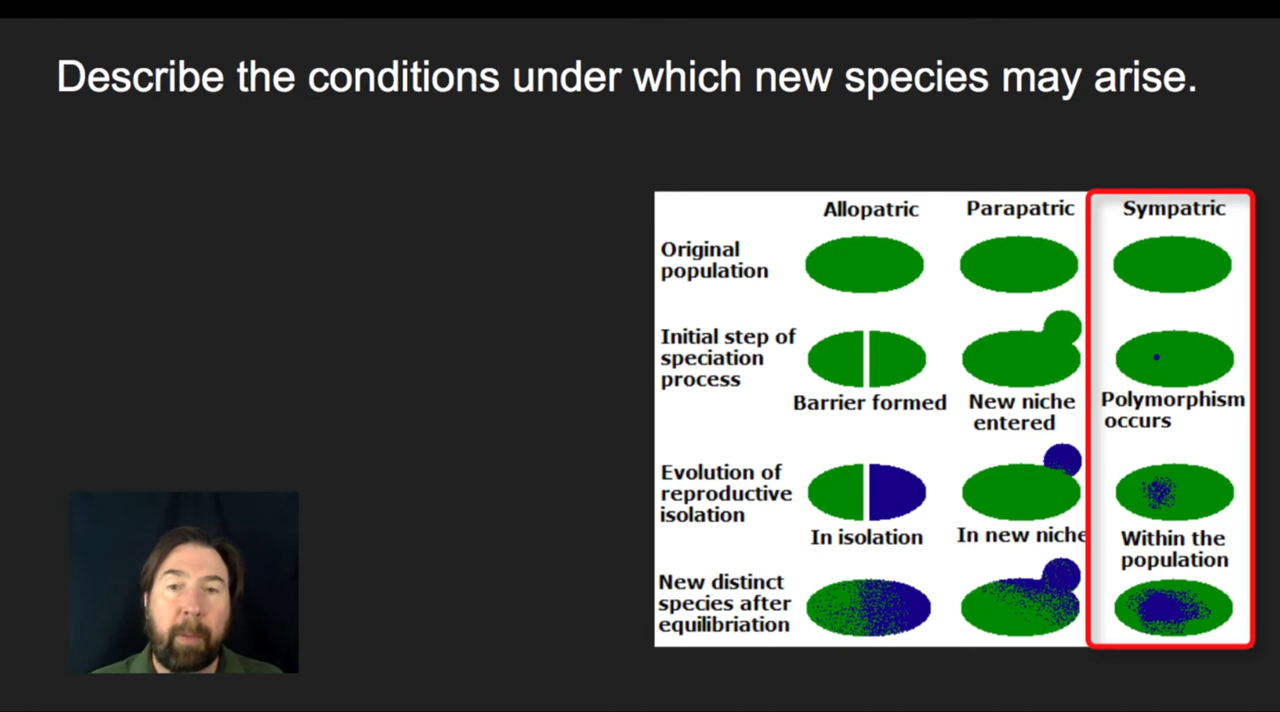 Describe the conditions under which new species may arise.
Allopatric Parapatric Sympatric
Original
population
Initial step of
speciation
process
Barrier formed
New niche
entered
Polymorphism
occurs
Evolution of
reproductive
isolation
In isolation
In new niche
Within the
population
New distinct
species after
equilibriation